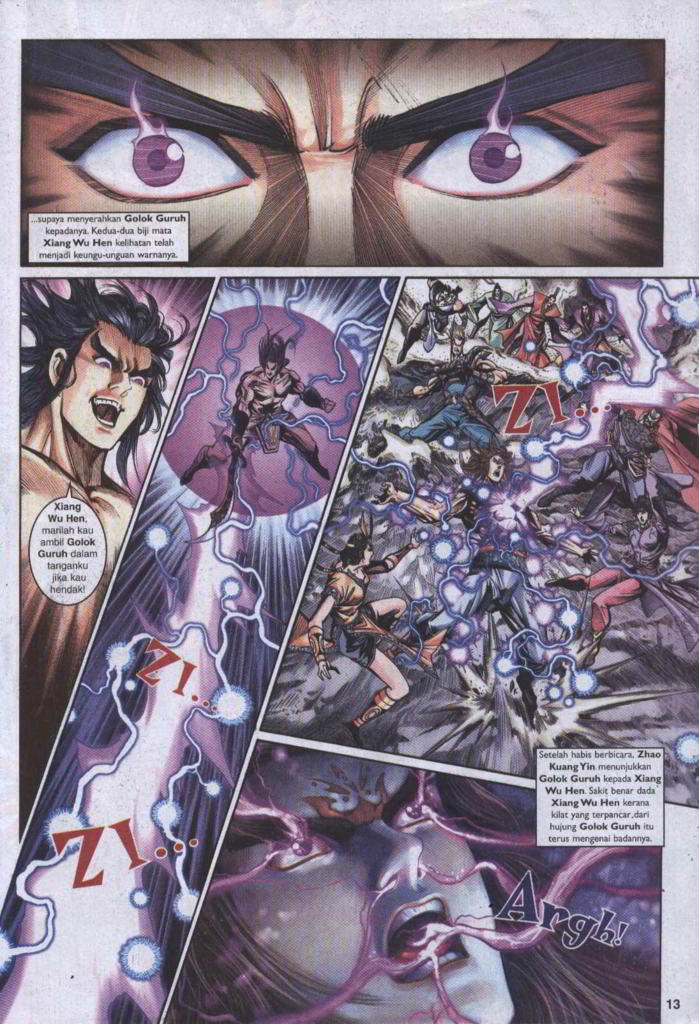 ...supaya menyerahkan Golok Guruh
kepadanya. Kedua-dua biji mata
Xiang Wu Hen kelihatan telah
menjadi keungu-unguan warnanya.
Xiang
Wu Hen,
marilah kau
ambil Golok
Guruh dalam
tanganku
jika kau
hendak!
ZI...
ZI...
ZI...
Setelah habis berbicara, Zhao
Kuang Yin menunjukkan
Golok Guruh kepada Xiang
Wu Hen. Sakit benar dada
Xiang Wu Hen kerana
kilat yang terpancar,dari
hujung Golok Guruh itu
terus mengenai badannya.
Argh!
13